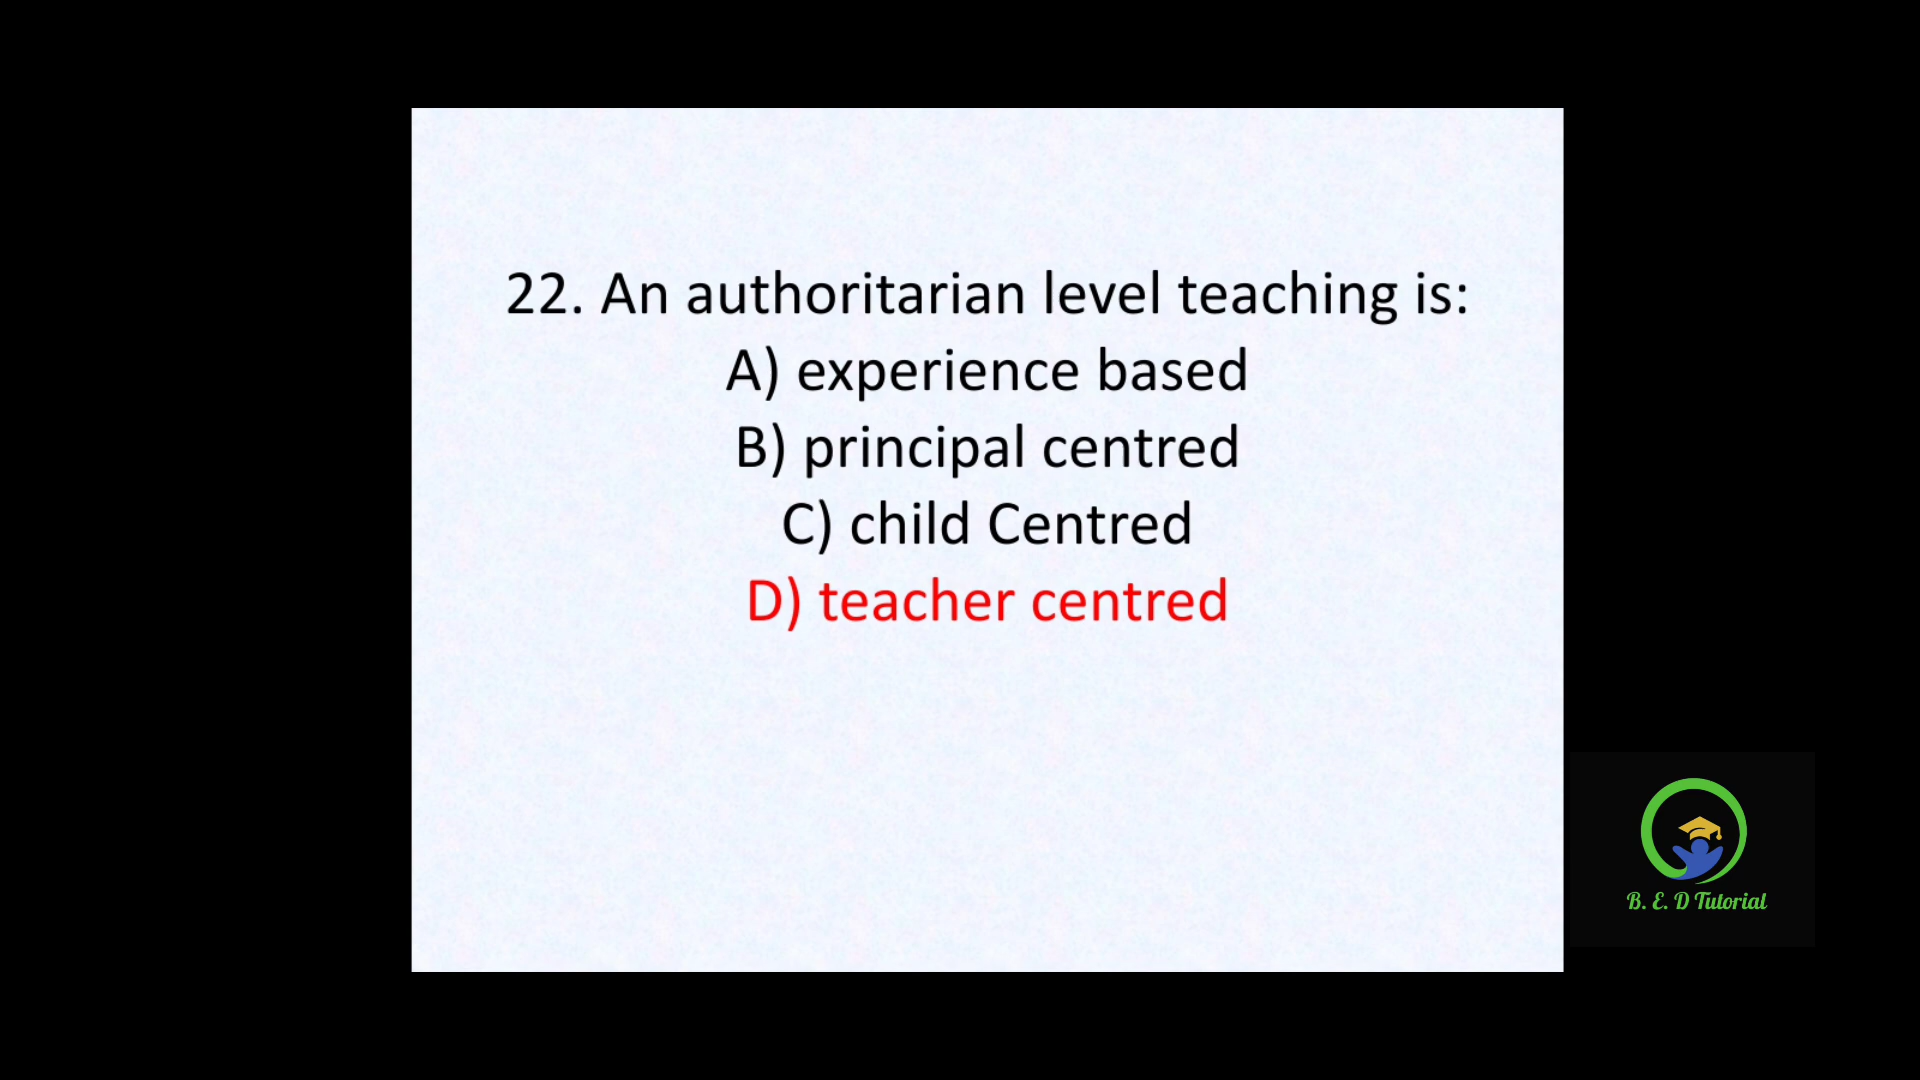 22. An authoritarian level teaching is:
A) experience based
B) principal centred
C) child Centred
D) teacher centred
B. E. D Tutorial